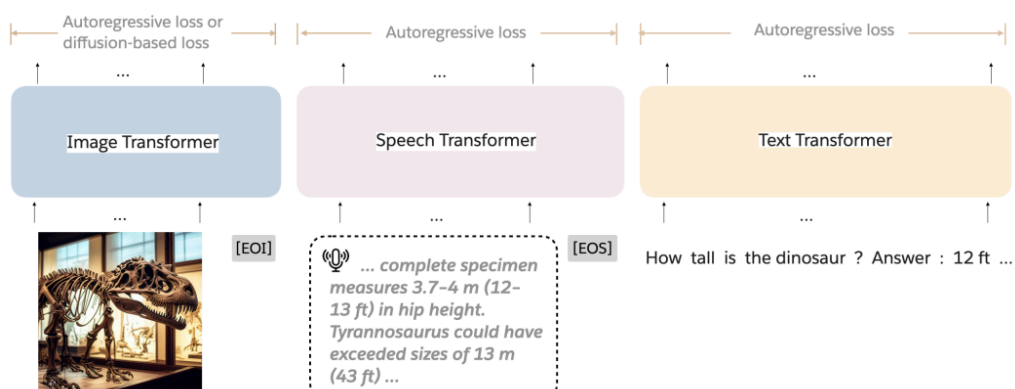 Autoregressive loss or
diffusion-based loss
Autoregressive loss
Autoregressive loss
...
...
...
Image Transformer
Speech Transformer
Text Transformer
...
...
...
[EOI]
... complete specimen
measures 3.7–4 m (12–
13 ft) in hip height.
Tyrannosaurus could have
exceeded sizes of 13 m
(43 ft) ...
[EOS]
How tall is the dinosaur ? Answer : 12 ft ...